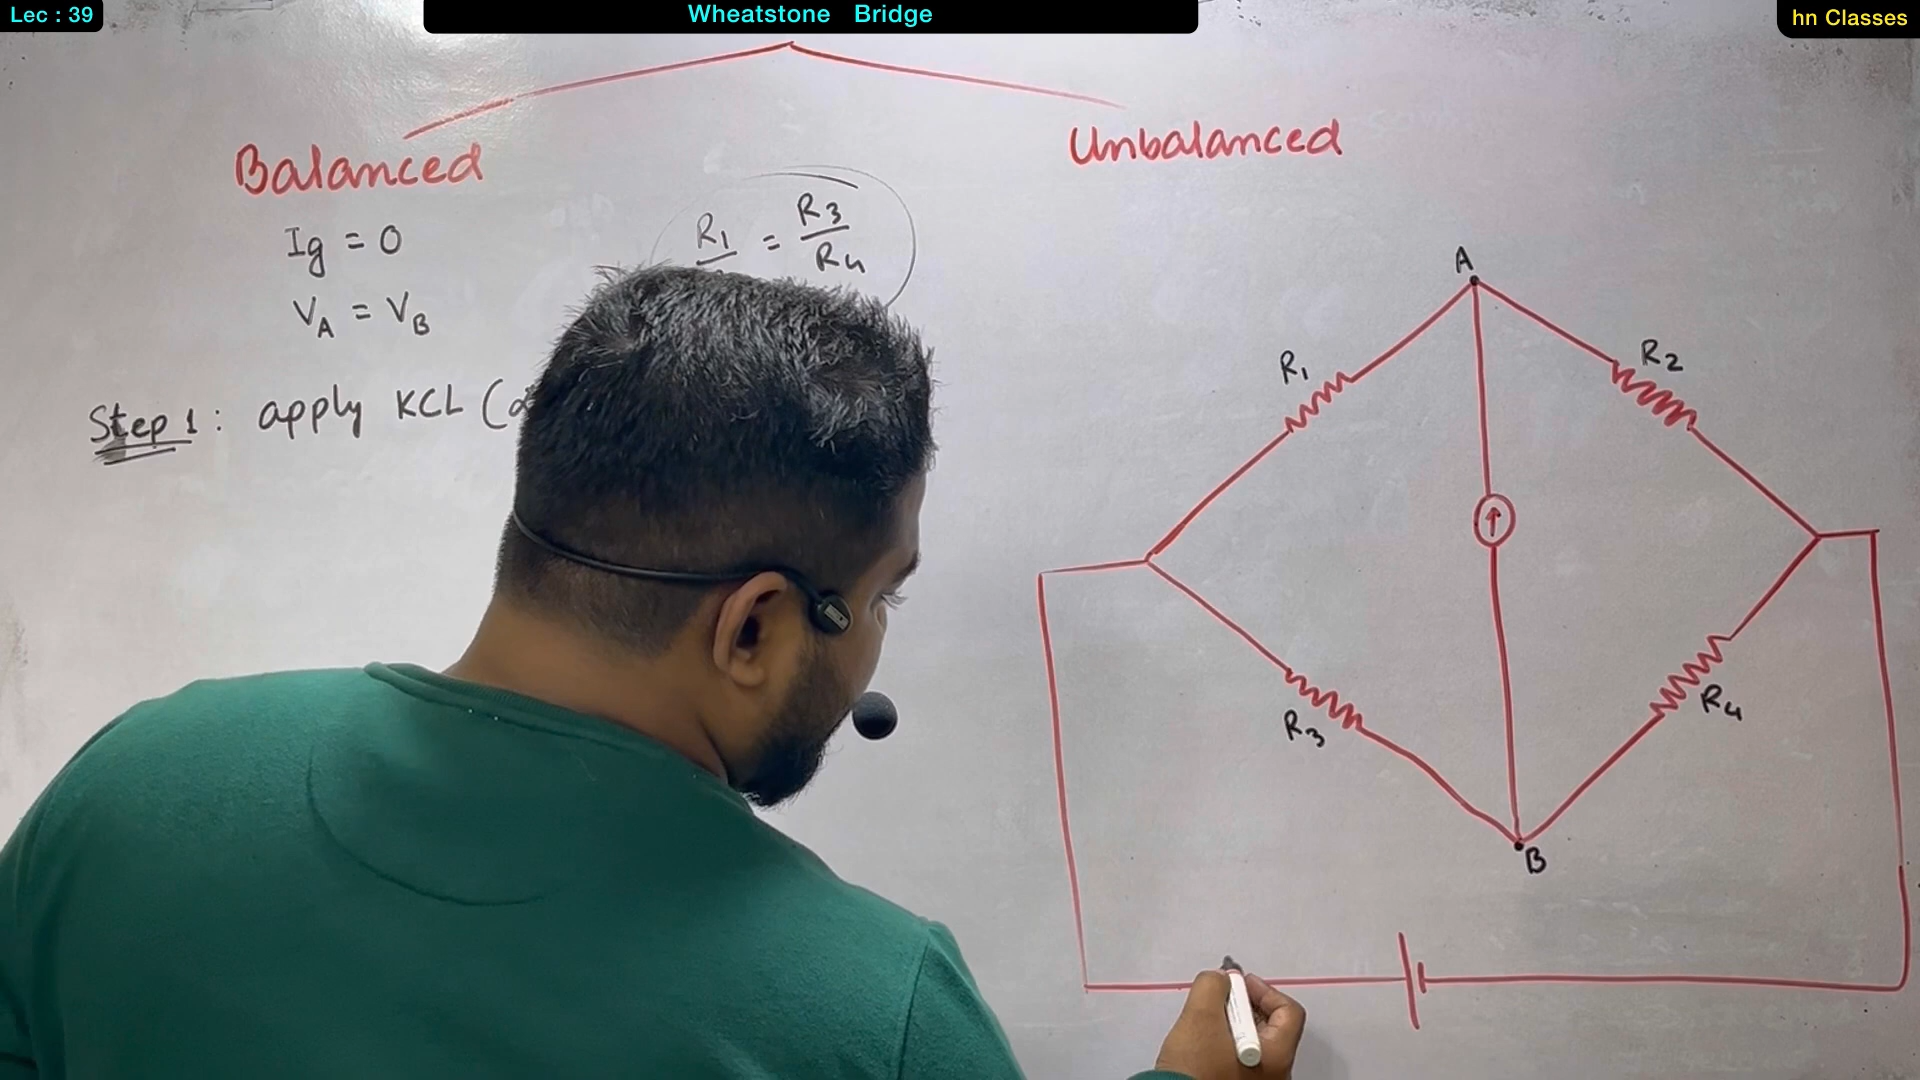 Lec : 39
Wheatstone Bridge
hn Classes
Balanced
Unbalanced
Ig = 0
R1 = R3 / R4
VA = VB
Step 1 : apply KCL (
A
R1
R2
R3
R4
B